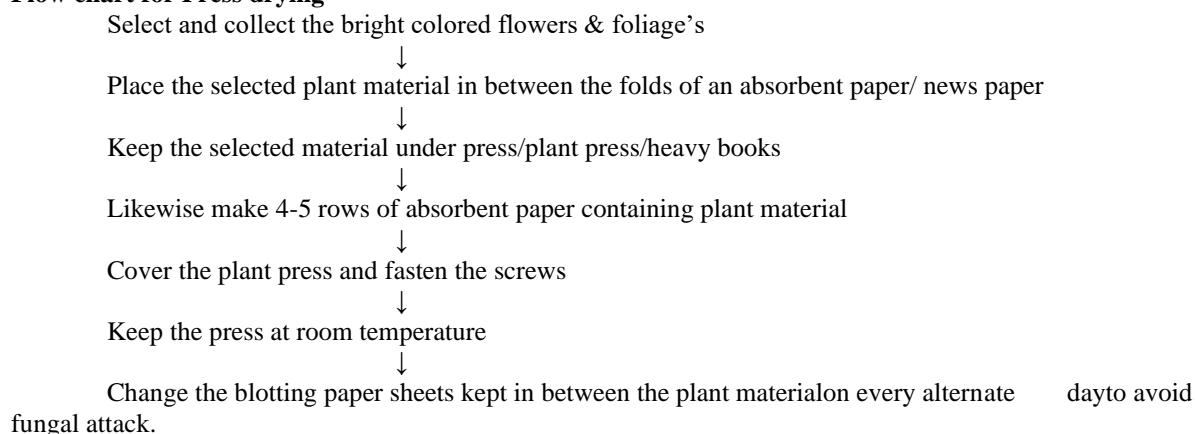 Flow chart for Press drying
Select and collect the bright colored flowers & foliage's
↓
Place the selected plant material in between the folds of an absorbent paper/ news paper
↓
Keep the selected material under press/plant press/heavy books
↓
Likewise make 4-5 rows of absorbent paper containing plant material
↓
Cover the plant press and fasten the screws
↓
Keep the press at room temperature
↓
Change the blotting paper sheets kept in between the plant materialon every alternate dayto avoid
fungal attack.